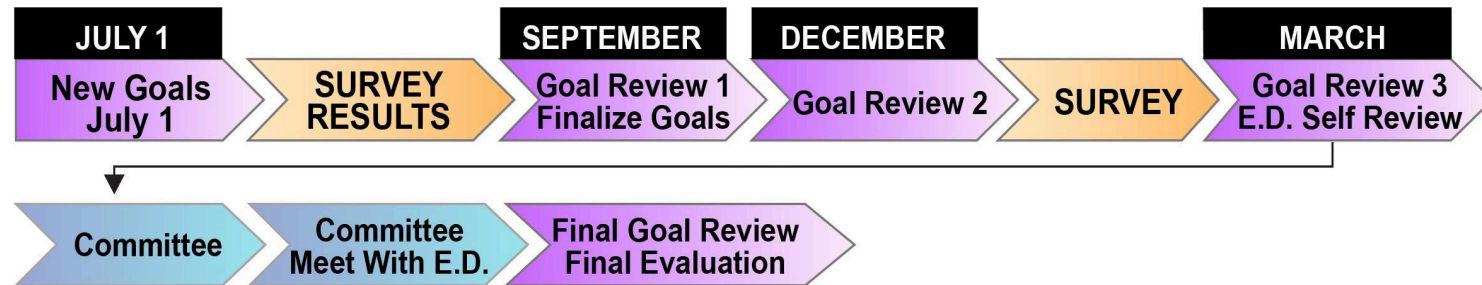 JULY 1
SEPTEMBER
DECEMBER
MARCH
New Goals
July 1
SURVEY
RESULTS
Goal Review 1
Finalize Goals
Goal Review 2
SURVEY
Goal Review 3
E.D. Self Review
Committee
Committee
Meet With E.D.
Final Goal Review
Final Evaluation